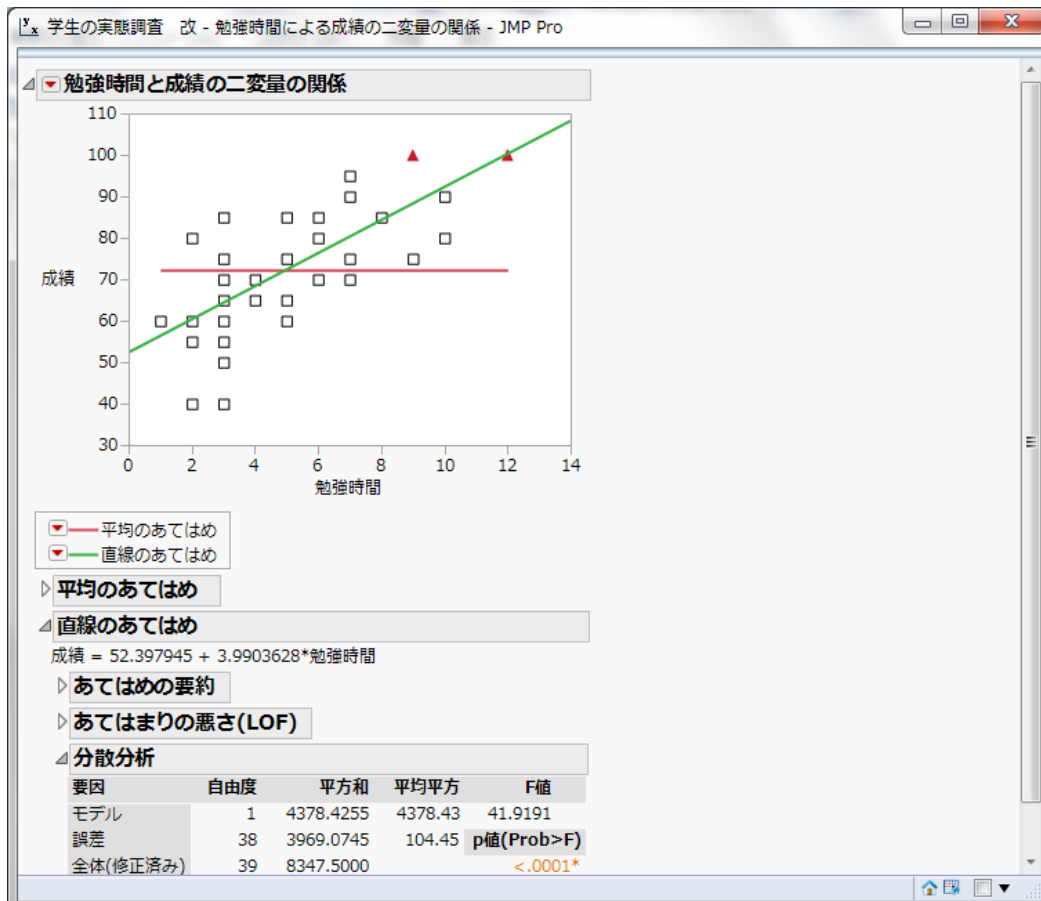 学生の実態調査 改 - 勉強時間による成績の二変量の関係 - JMP Pro
勉強時間と成績の二変量の関係
110
100
90
80
70
60
50
40
30
成績
0 2 4 6 8 10 12 14
勉強時間
平均のあてはめ
直線のあてはめ
平均のあてはめ
直線のあてはめ
成績 = 52.397945 + 3.9903628*勉強時間
あてはめの要約
あてはまりの悪さ(LOF)
分散分析
要因 自由度 平方和 平均平方 F値
モデル 1 4378.4255 4378.43 41.9191
誤差 38 3969.0745 104.45 p値(Prob>F)
全体(修正済み) 39 8347.5000 <.0001*